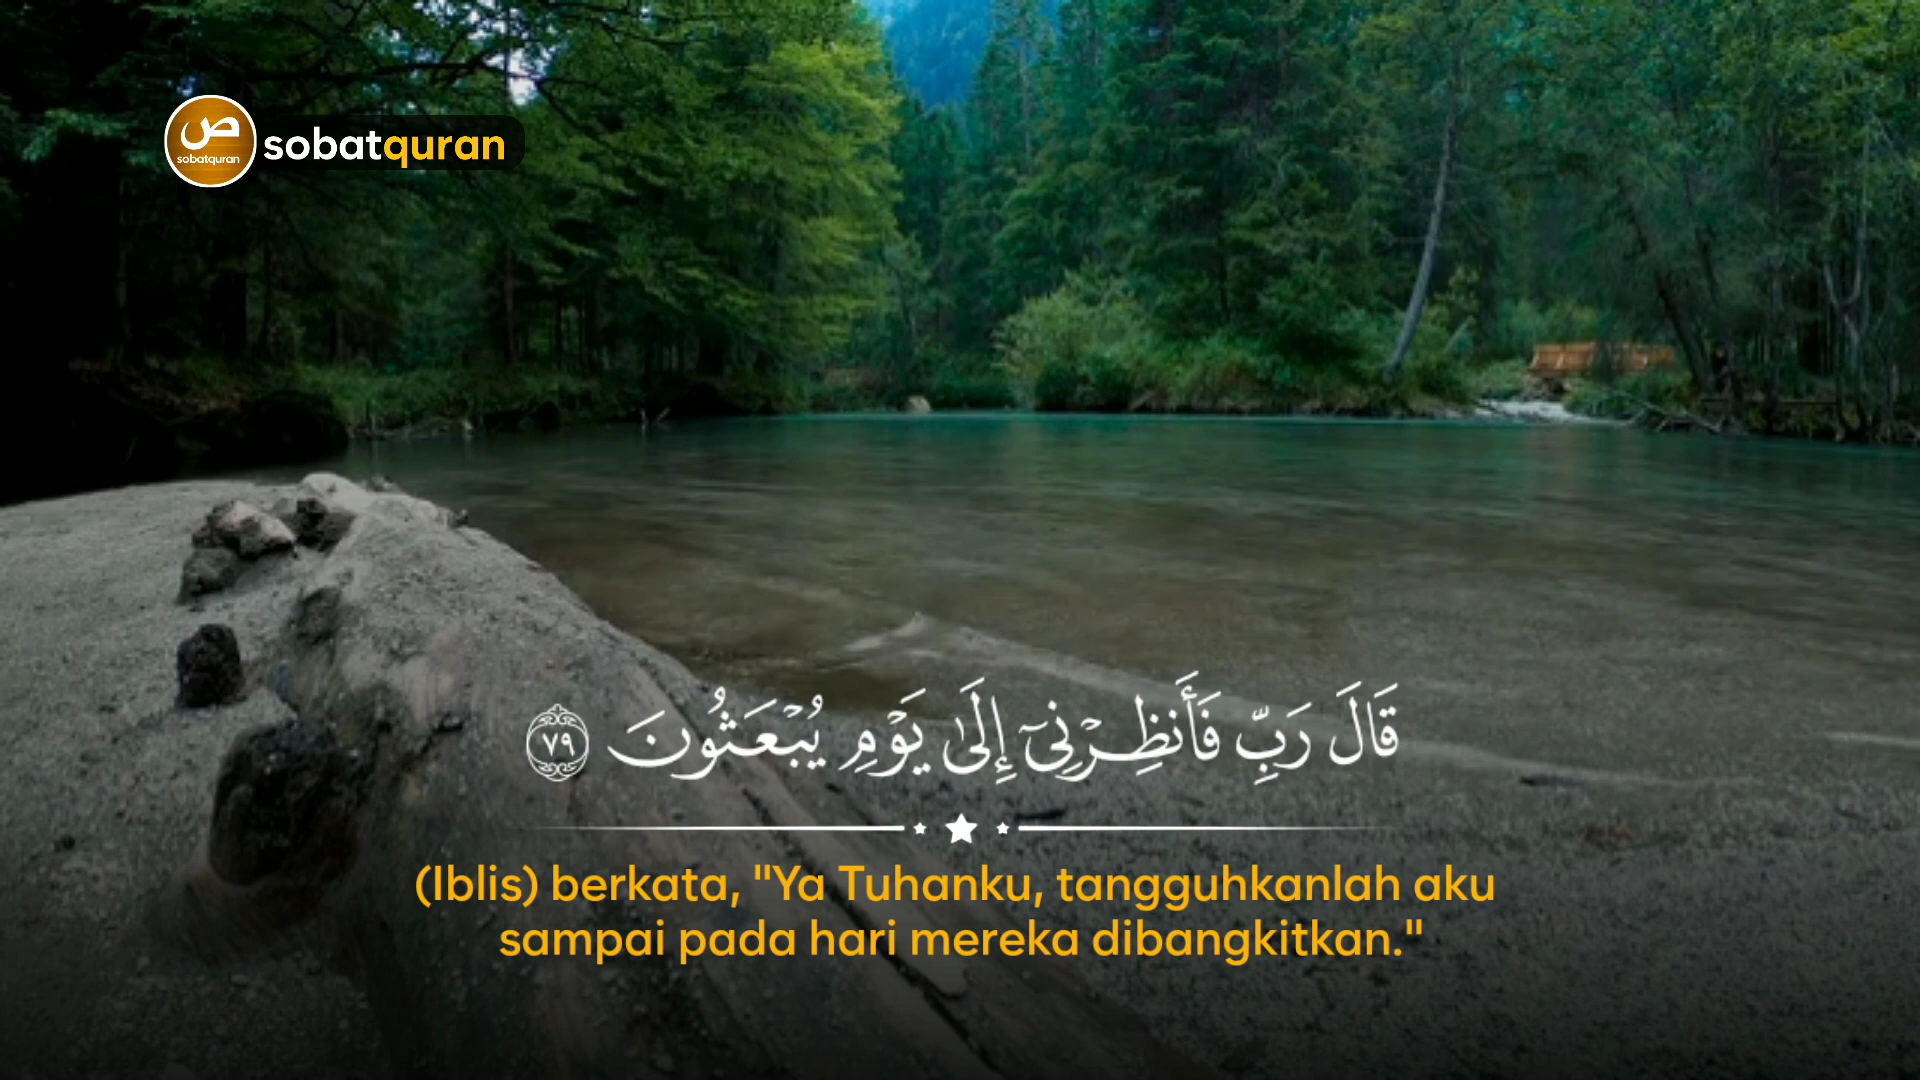 ص
sobatquran
sobatquran
قَالَ رَبِّ فَأَنظِرْنِىٓ إِلَىٰ يَوْمِ يُبْعَثُونَ ٧٩
(Iblis) berkata, "Ya Tuhanku, tangguhkanlah aku
sampai pada hari mereka dibangkitkan."